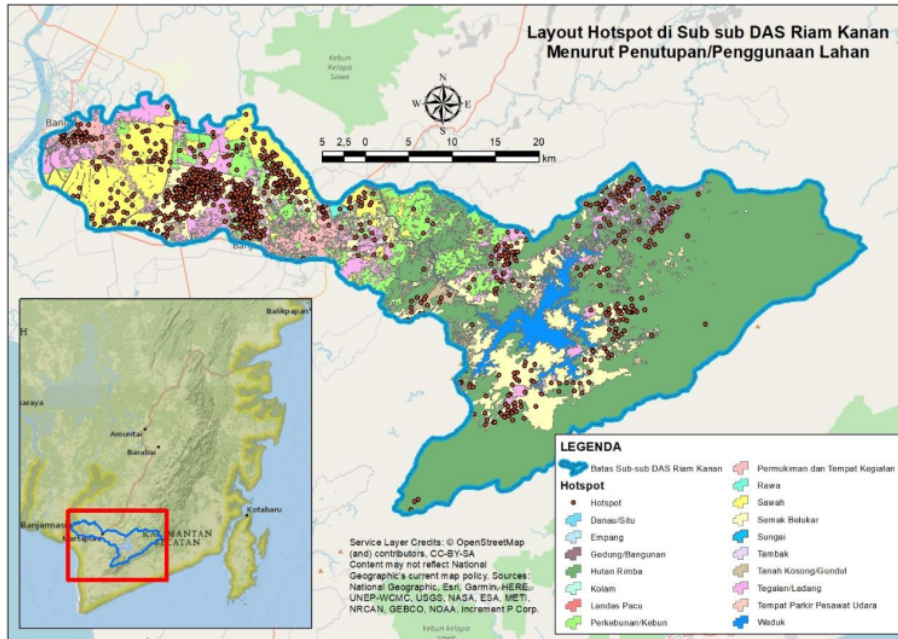 Layout Hotspot di Sub sub DAS Riam Kanan
Menurut Penutupan/Penggunaan Lahan
Kebun
Kelapa
Sawit
N
W
E
S
5 2,5 0 5 10 15 20
km
Balikpapan
Amuntai
Barabai
Kotabaru
KALIMANTAN
SELATAN
Service Layer Credits: © OpenStreetMap
(and) contributors, CC-BY-SA
Content may not reflect National
Geographic's current map policy. Sources:
National Geographic, Esri, Garmin, HERE,
UNEP-WCMC, USGS, NASA, ESA, METI,
NRCAN, GEBCO, NOAA, Increment P Corp.
kebun kelapa
sawit
LEGENDA
Batas Sub-sub DAS Riam Kanan
Hotspot
Hotspot
Danau/Situ
Empang
Gedung/Bangunan
Hutan Rimba
Kolam
Landas Pacu
Perkebunan/Kebun
Permukiman dan Tempat Kegiatan
Rawa
Sawah
Semak Belukar
Sungai
Tambak
Tanah Kosong/Gundul
Tegalan/Ladang
Tempat Parkir Pesawat Udara
Waduk